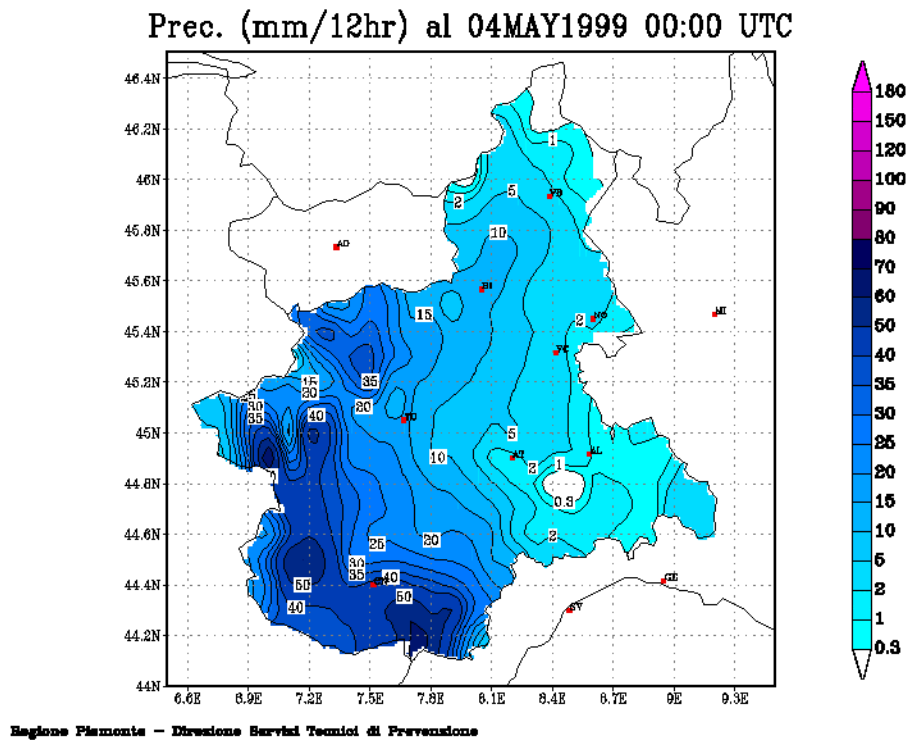 Prec. (mm/12hr) al 04MAY1999 00:00 UTC
46.4N
46.2N
46N
45.8N
45.6N
45.4N
45.2N
45N
44.8N
44.6N
44.4N
44.2N
44N
6.6E 6.9E 7.2E 7.5E 7.8E 8.1E 8.4E 8.7E 9E 9.3E
1
5
2
VB
10
AO
BI
15
2
NO
MI
VC
15
20
35
20
30
35
40
TO
5
10
AT
2
1
AL
0.3
2
20
25
30
35
40
CN
50
50
40
GE
SV
180
150
120
100
90
80
70
60
50
40
35
30
25
20
15
10
5
2
1
0.3
Regione Piemonte – Direzione Servizi Tecnici di Prevenzione